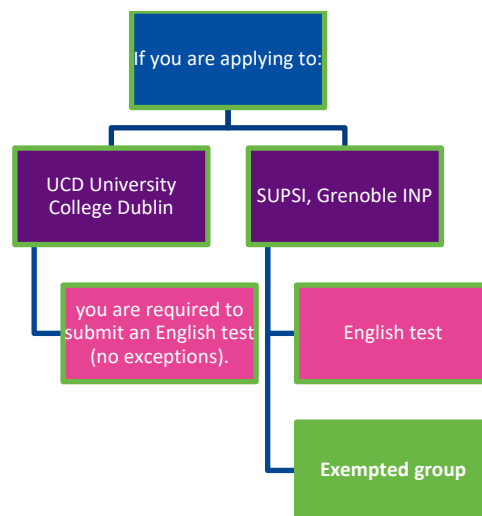 If you are applying to:
UCD University
College Dublin
SUPSI, Grenoble INP
you are required to
submit an English test
(no exceptions).
English test
Exempted group